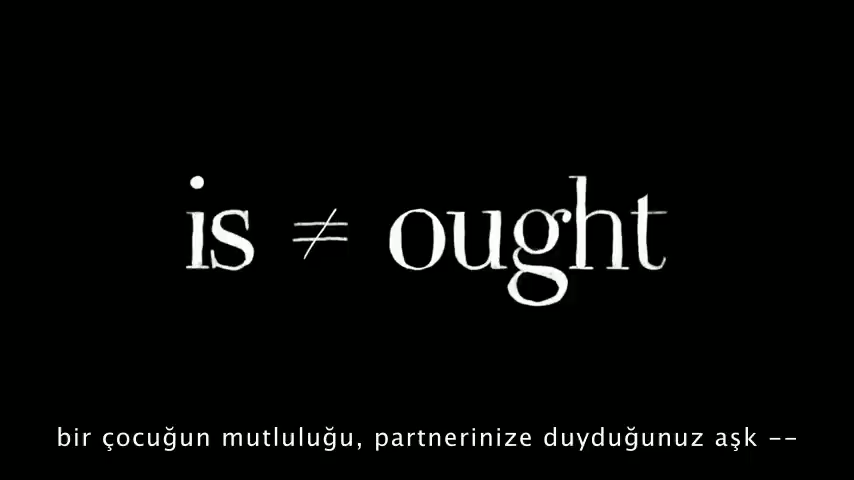 is ≠ ought
bir çocuğun mutluluğu, partnerinize duyduğunuz aşk --